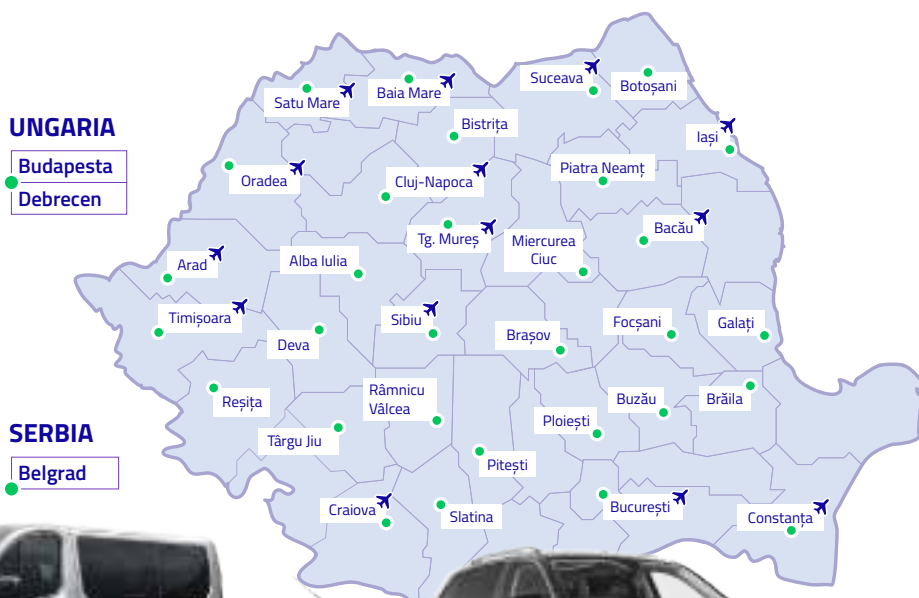 Suceava
Botoșani
Satu Mare
Baia Mare
UNGARIA
Bistrița
Iași
Budapesta
Debrecen
Oradea
Cluj-Napoca
Piatra Neamț
Tg. Mureș
Miercurea
Ciuc
Bacău
Arad
Alba Iulia
Timișoara
Sibiu
Deva
Brașov
Focșani
Galați
Reșița
Râmnicu
Vâlcea
Buzău
Brăila
SERBIA
Târgu Jiu
Ploiești
Belgrad
Pitești
Craiova
Slatina
București
Constanța